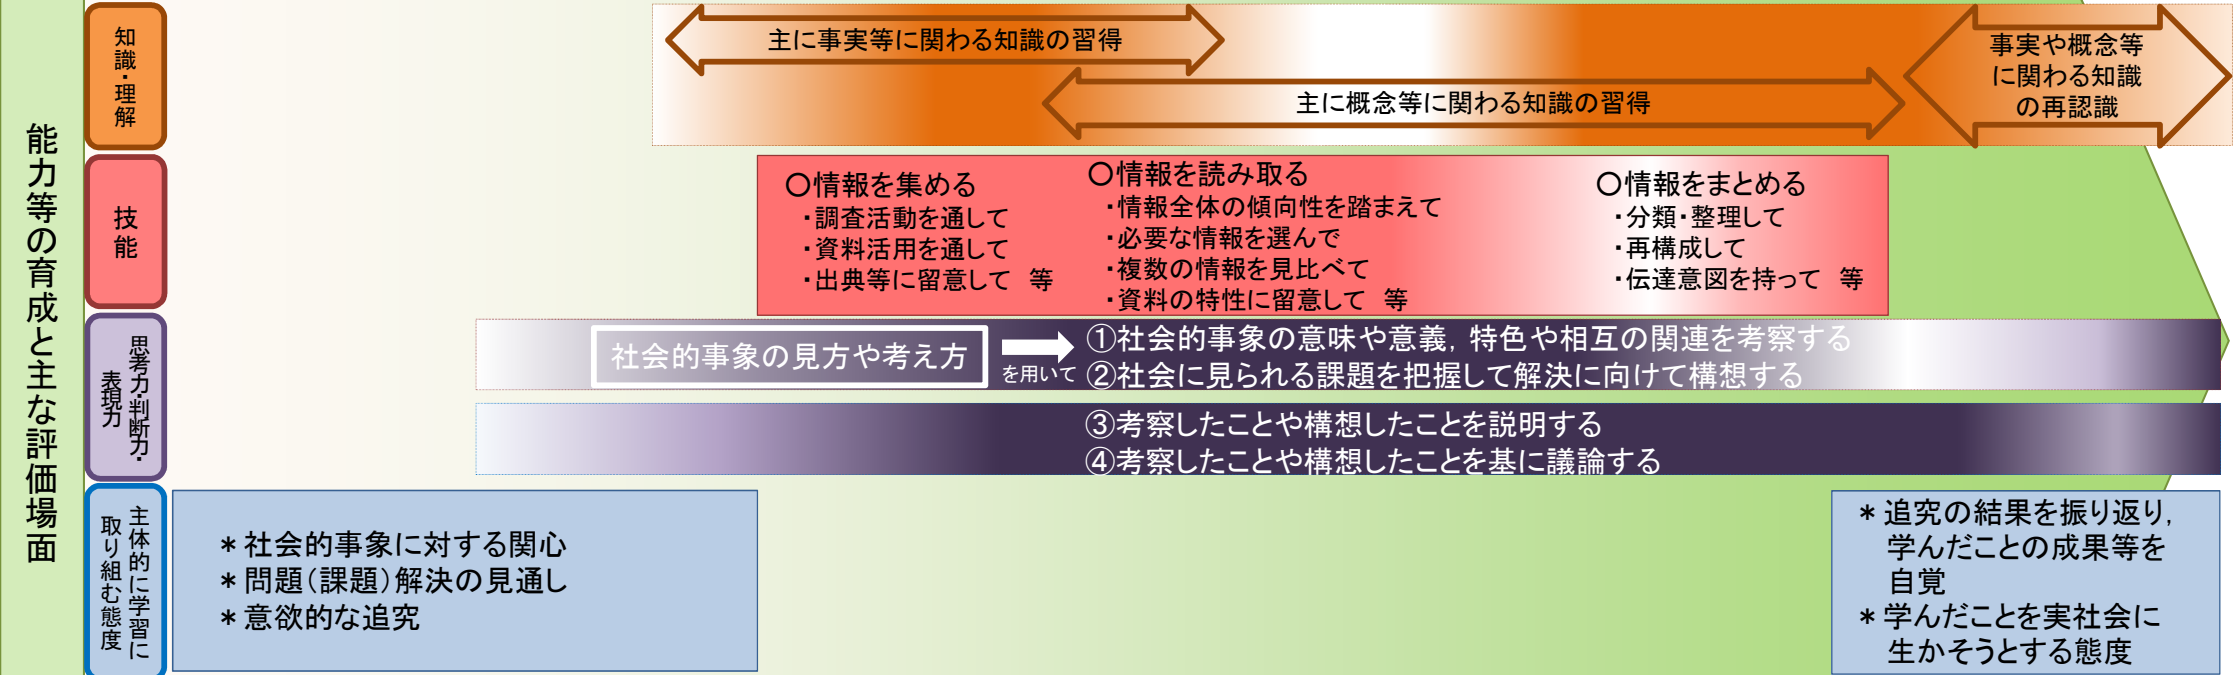 能力等の育成と主な評価場面
知識・理解
主に事実等に関わる知識の習得
主に概念等に関わる知識の習得
事実や概念等
に関わる知識
の再認識
技能
〇情報を集める
・調査活動を通して
・資料活用を通して
・出典等に留意して　等
〇情報を読み取る
・情報全体の傾向性を踏まえて
・必要な情報を選んで
・複数の情報を見比べて
・資料の特性に留意して　等
〇情報をまとめる
・分類・整理して
・再構成して
・伝達意図を持って　等
思考力・判断力・
表現力
社会的事象の見方や考え方
を用いて
①社会的事象の意味や意義，特色や相互の関連を考察する
②社会に見られる課題を把握して解決に向けて構想する
③考察したことや構想したことを説明する
④考察したことや構想したことを基に議論する
主体的に学習に
取り組む態度
＊社会的事象に対する関心
＊問題（課題）解決の見通し
＊意欲的な追究
＊追究の結果を振り返り，
学んだことの成果等を
自覚
＊学んだことを実社会に
生かそうとする態度